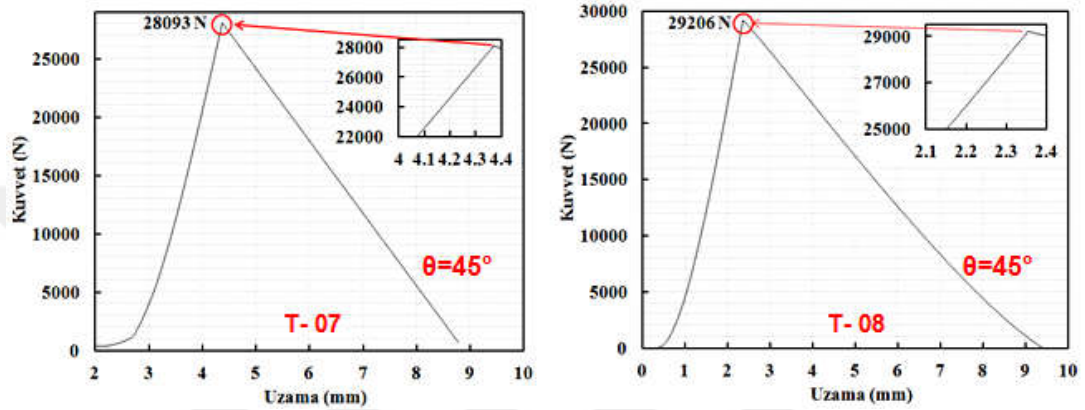 28093 N
28000
26000
24000
22000
4 4.1 4.2 4.3 4.4
25000
20000
15000
10000
5000
0
Kuvvet (N)
θ=45°
T- 07
2 3 4 5 6 7 8 9 10
Uzama (mm)
30000
29206 N
29000
27000
25000
2.1 2.2 2.3 2.4
25000
20000
15000
10000
5000
0
Kuvvet (N)
θ=45°
T- 08
0 1 2 3 4 5 6 7 8 9 10
Uzama (mm)